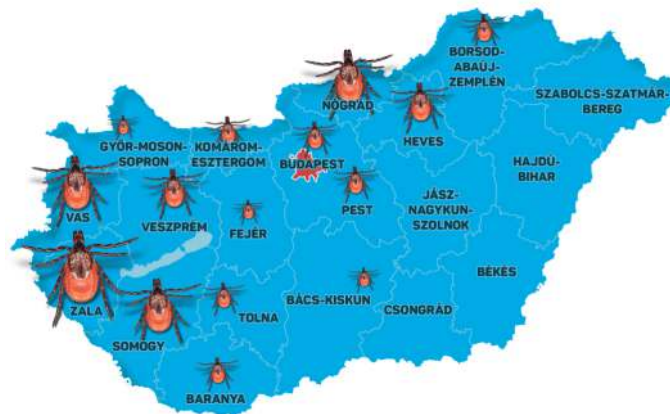 BORSOD-
ABAÚJ-
ZEMPLÉN
SZABOLCS-SZATMÁR-
BEREG
NÓGRÁD
HEVES
GYŐR-MOSON-
SOPRON
KOMÁROM-
ESZTERGOM
BUDAPEST
HAJDÚ-
BIHAR
VAS
VESZPRÉM
FEJÉR
PEST
JÁSZ-
NAGYKUN-
SZOLNOK
BÉKÉS
ZALA
SOMOGY
TOLNA
BÁCS-KISKUN
CSONGRÁD
BARANYA